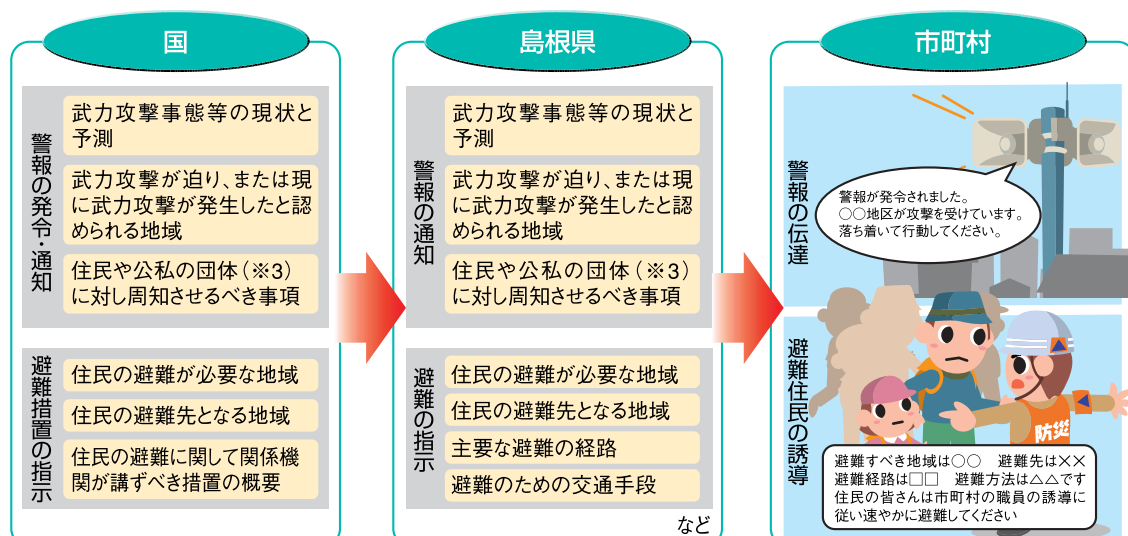 国
警報の発令・通知
武力攻撃事態等の現状と
予測
武力攻撃が迫り、または現
に武力攻撃が発生したと認
められる地域
住民や公私の団体（※3）
に対し周知させるべき事項
避難措置の指示
住民の避難が必要な地域
住民の避難先となる地域
住民の避難に関して関係機
関が講ずべき措置の概要
島根県
警報の通知
武力攻撃事態等の現状と
予測
武力攻撃が迫り、または現
に武力攻撃が発生したと認
められる地域
住民や公私の団体（※3）
に対し周知させるべき事項
避難の指示
住民の避難が必要な地域
住民の避難先となる地域
主要な避難の経路
避難のための交通手段
など
市町村
警報の伝達
警報が発令されました。
○○地区が攻撃を受けています。
落ち着いて行動してください。
避難住民の誘導
防災
避難すべき地域は○○　避難先は××
避難経路は□□　避難方法は△△です
住民の皆さんは市町村の職員の誘導に
従い速やかに避難してください